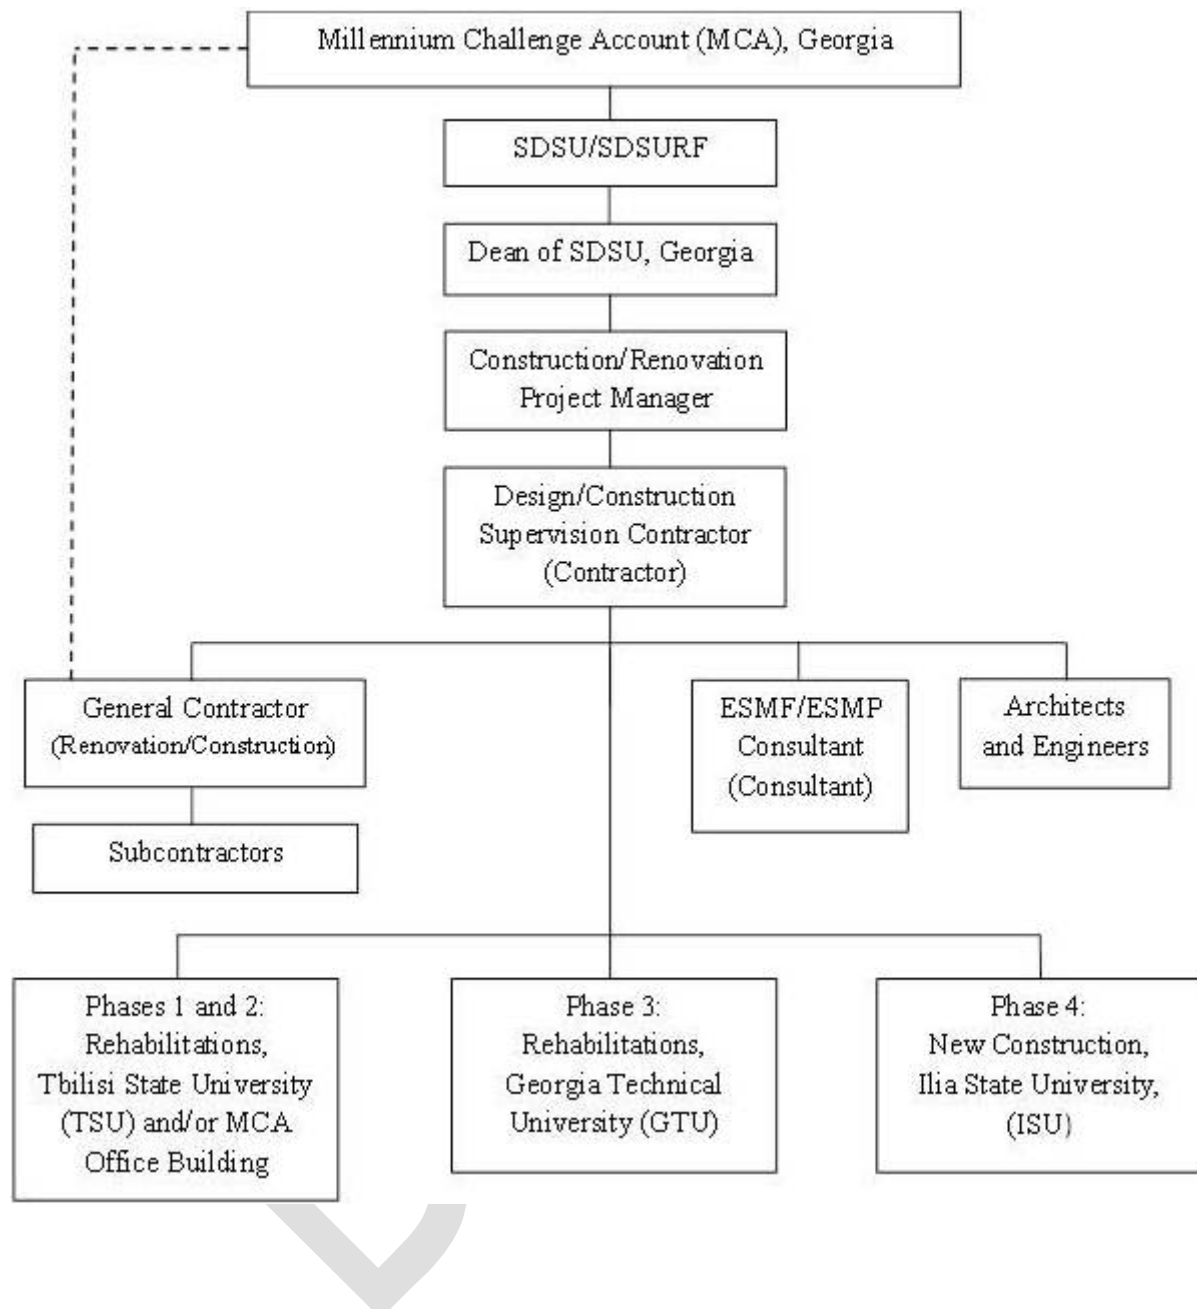 Millennium Challenge Account (MCA), Georgia
SDSU/SDSURF
Dean of SDSU, Georgia
Construction/Renovation
Project Manager
Design/Construction
Supervision Contractor
(Contractor)
General Contractor
(Renovation/Construction)
ESMF/ESMP
Consultant
(Consultant)
Architects
and Engineers
Subcontractors
Phases 1 and 2:
Rehabilitations,
Tbilisi State University
(TSU) and/or MCA
Office Building
Phase 3:
Rehabilitations,
Georgia Technical
University (GTU)
Phase 4:
New Construction,
Ilia State University,
(ISU)